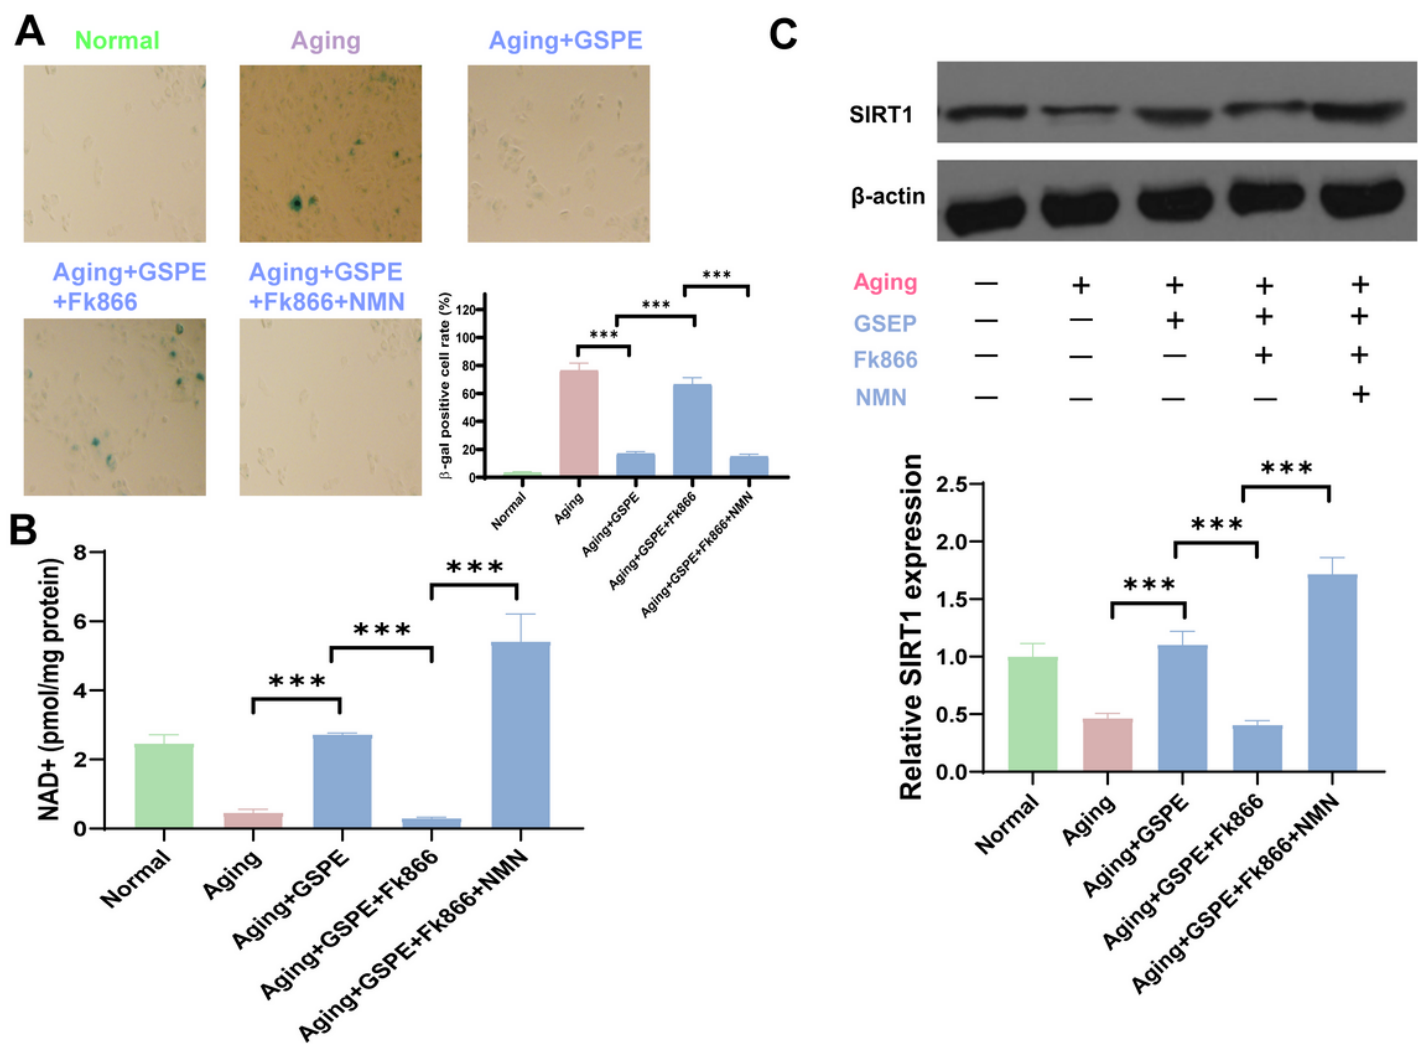 A
Normal
Aging
Aging+GSPE
Aging+GSPE
+Fk866
Aging+GSPE
+Fk866+NMN
β-gal positive cell rate (%)
120
100
80
60
40
20
0
***
***
***
Normal
Aging
Aging+GSPE
Aging+GSPE+Fk866
Aging+GSPE+Fk866+NMN
B
NAD+ (pmol/mg protein)
8
6
4
2
0
***
***
***
Normal
Aging
Aging+GSPE
Aging+GSPE+Fk866
Aging+GSPE+Fk866+NMN
C
SIRT1
β-actin
Aging — + + + +
GSEP — — + + +
Fk866 — — — + +
NMN — — — — +
Relative SIRT1 expression
2.5
2.0
1.5
1.0
0.5
0.0
***
***
***
Normal
Aging
Aging+GSPE
Aging+GSPE+Fk866
Aging+GSPE+Fk866+NMN